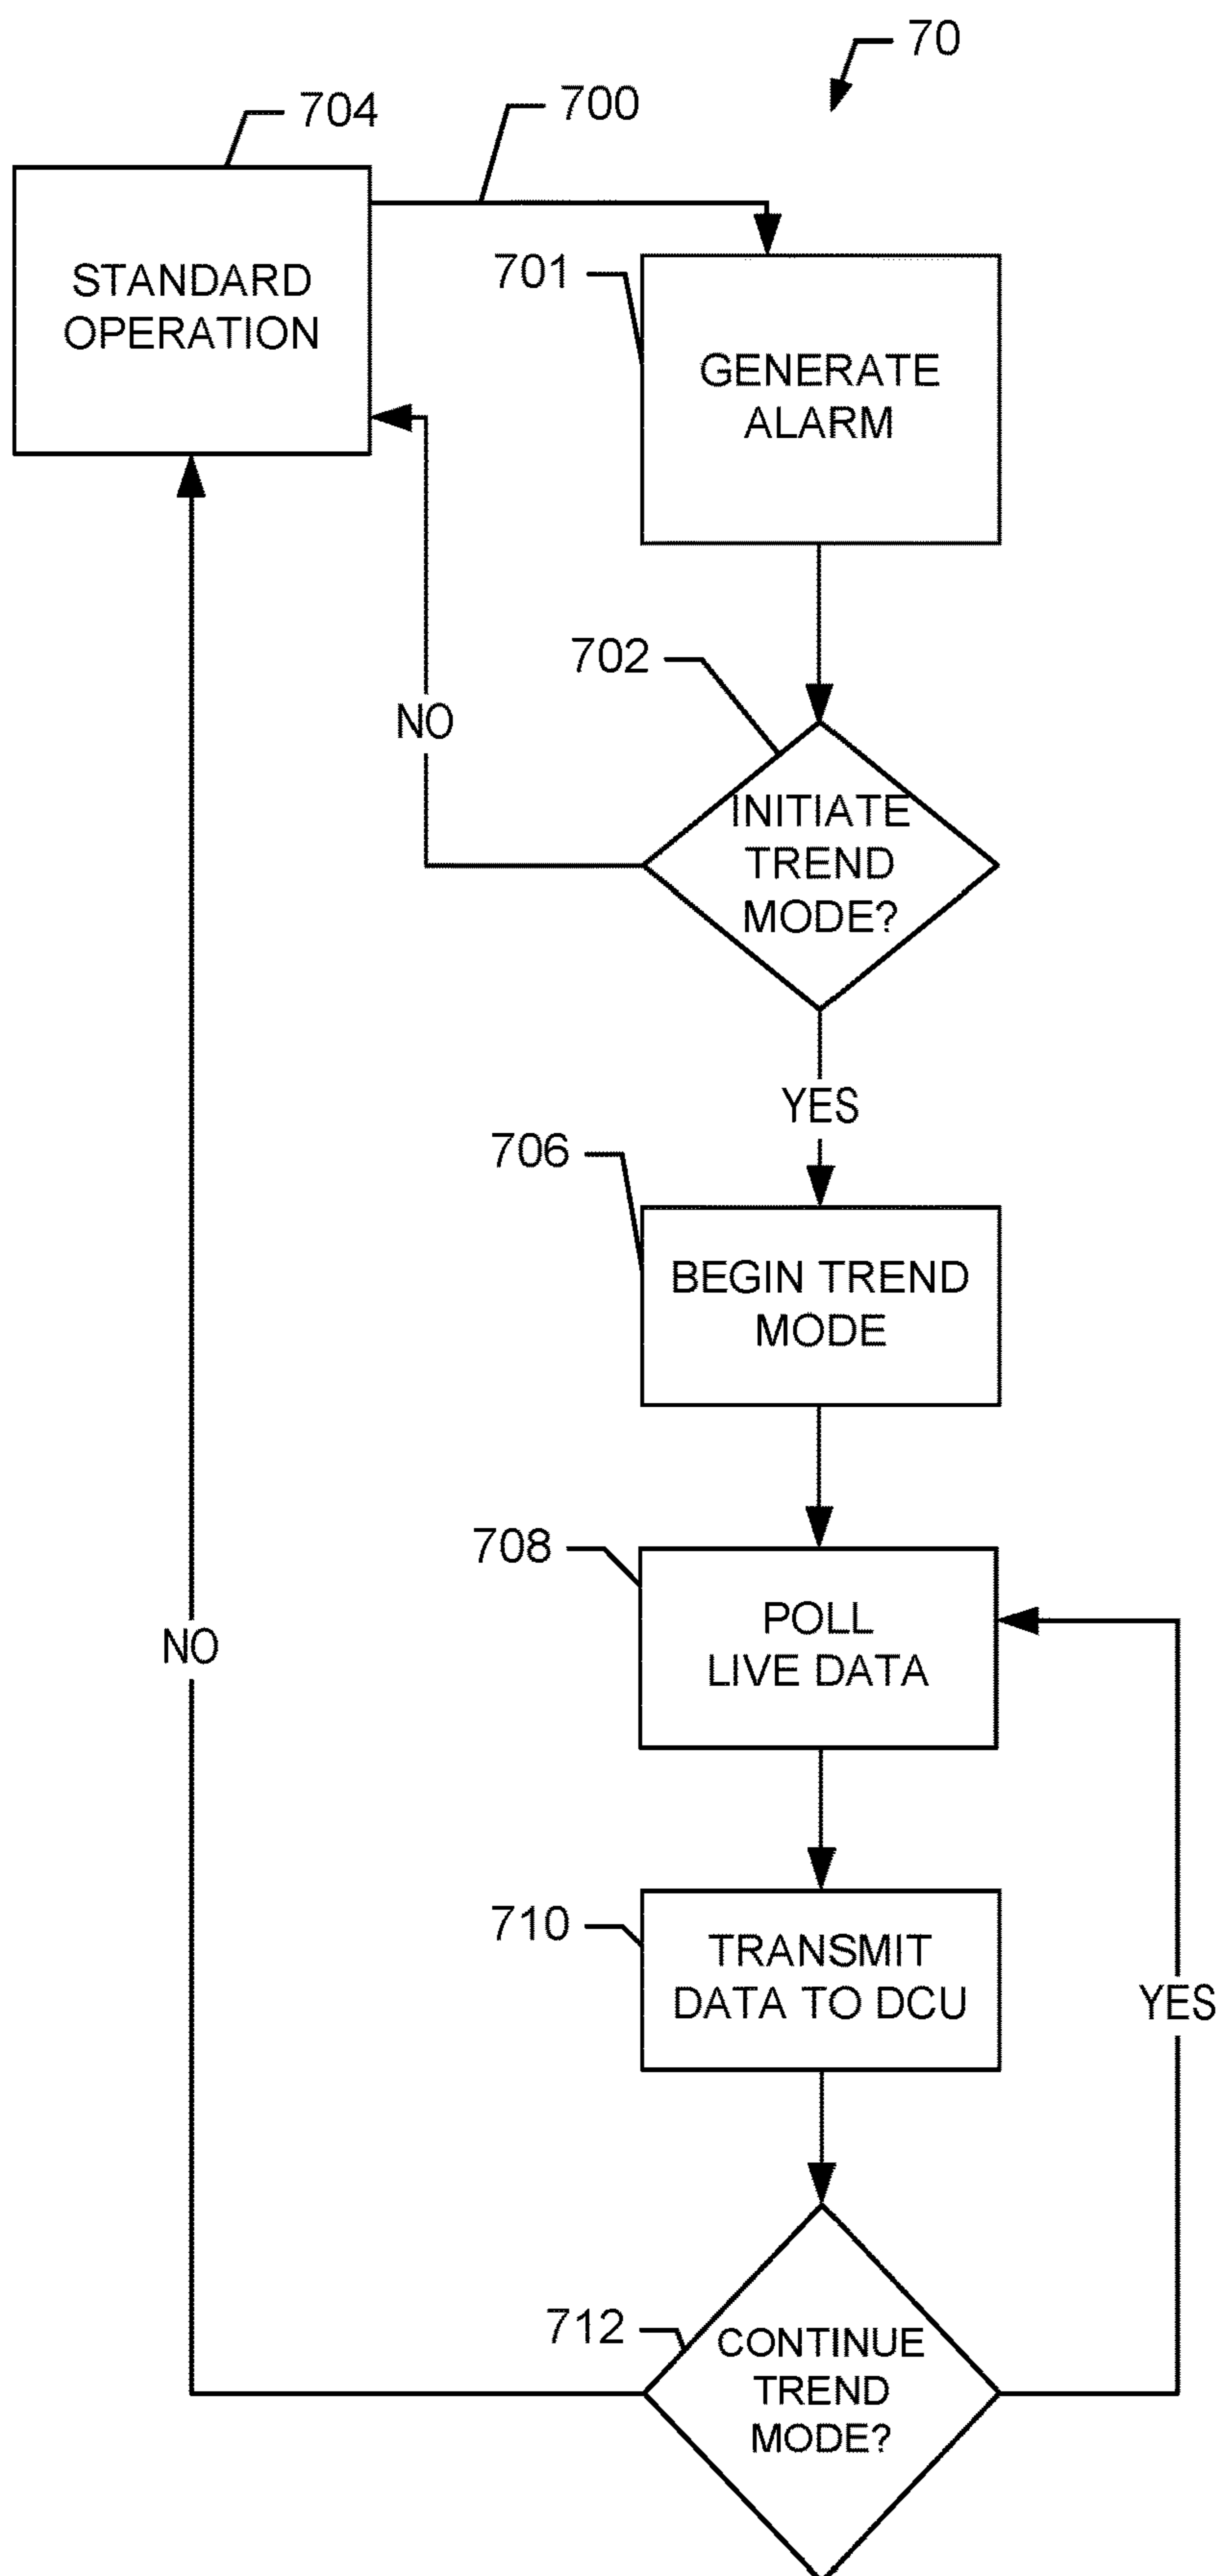 70
704
700
STANDARD
OPERATION
701
GENERATE
ALARM
702
NO
INITIATE
TREND
MODE?
YES
706
BEGIN TREND
MODE
708
POLL
LIVE DATA
NO
710
TRANSMIT
DATA TO DCU
YES
712
CONTINUE
TREND
MODE?